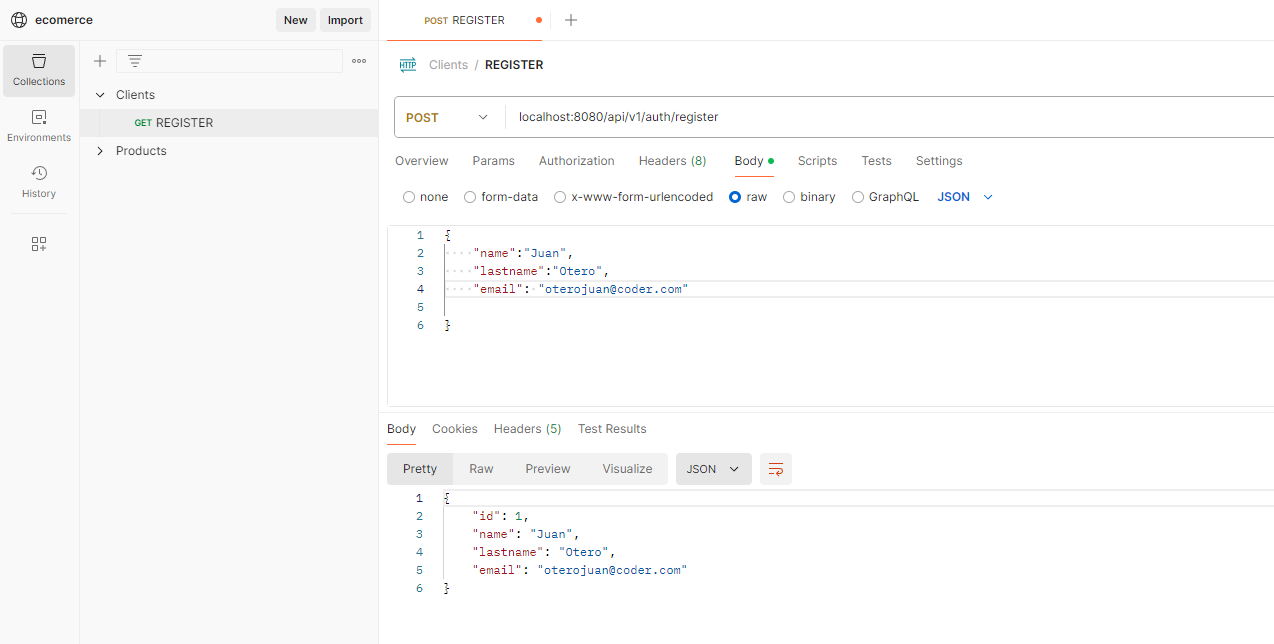 ecomerce
New
Import
POST REGISTER
Collections
Environments
History
Clients
GET REGISTER
Products
HTTP
Clients / REGISTER
POST
localhost:8080/api/v1/auth/register
Overview
Params
Authorization
Headers (8)
Body
Scripts
Tests
Settings
none
form-data
x-www-form-urlencoded
raw
binary
GraphQL
JSON
1 {
2 "name":"Juan",
3 "lastname":"Otero",
4 "email": "oterojuan@coder.com"
5
6 }
Body
Cookies
Headers (5)
Test Results
Pretty
Raw
Preview
Visualize
JSON
1 {
2 "id": 1,
3 "name": "Juan",
4 "lastname": "Otero",
5 "email": "oterojuan@coder.com"
6 }